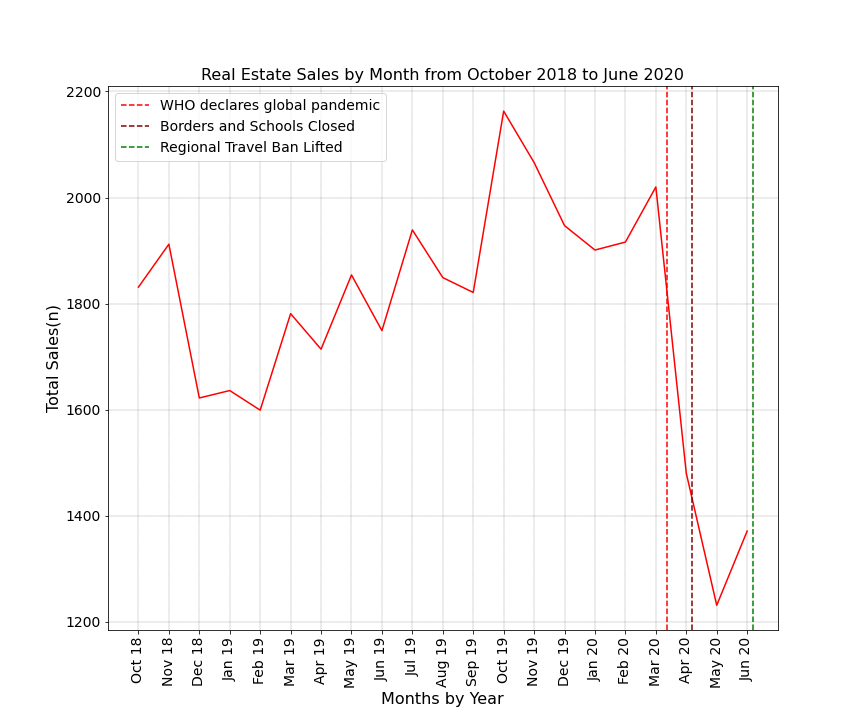 Real Estate Sales by Month from October 2018 to June 2020
WHO declares global pandemic
Borders and Schools Closed
Regional Travel Ban Lifted
2200
2000
1800
1600
1400
1200
Total Sales(n)
Oct 18
Nov 18
Dec 18
Jan 19
Feb 19
Mar 19
Apr 19
May 19
Jun 19
Jul 19
Aug 19
Sep 19
Oct 19
Nov 19
Dec 19
Jan 20
Feb 20
Mar 20
Apr 20
May 20
Jun 20
Months by Year